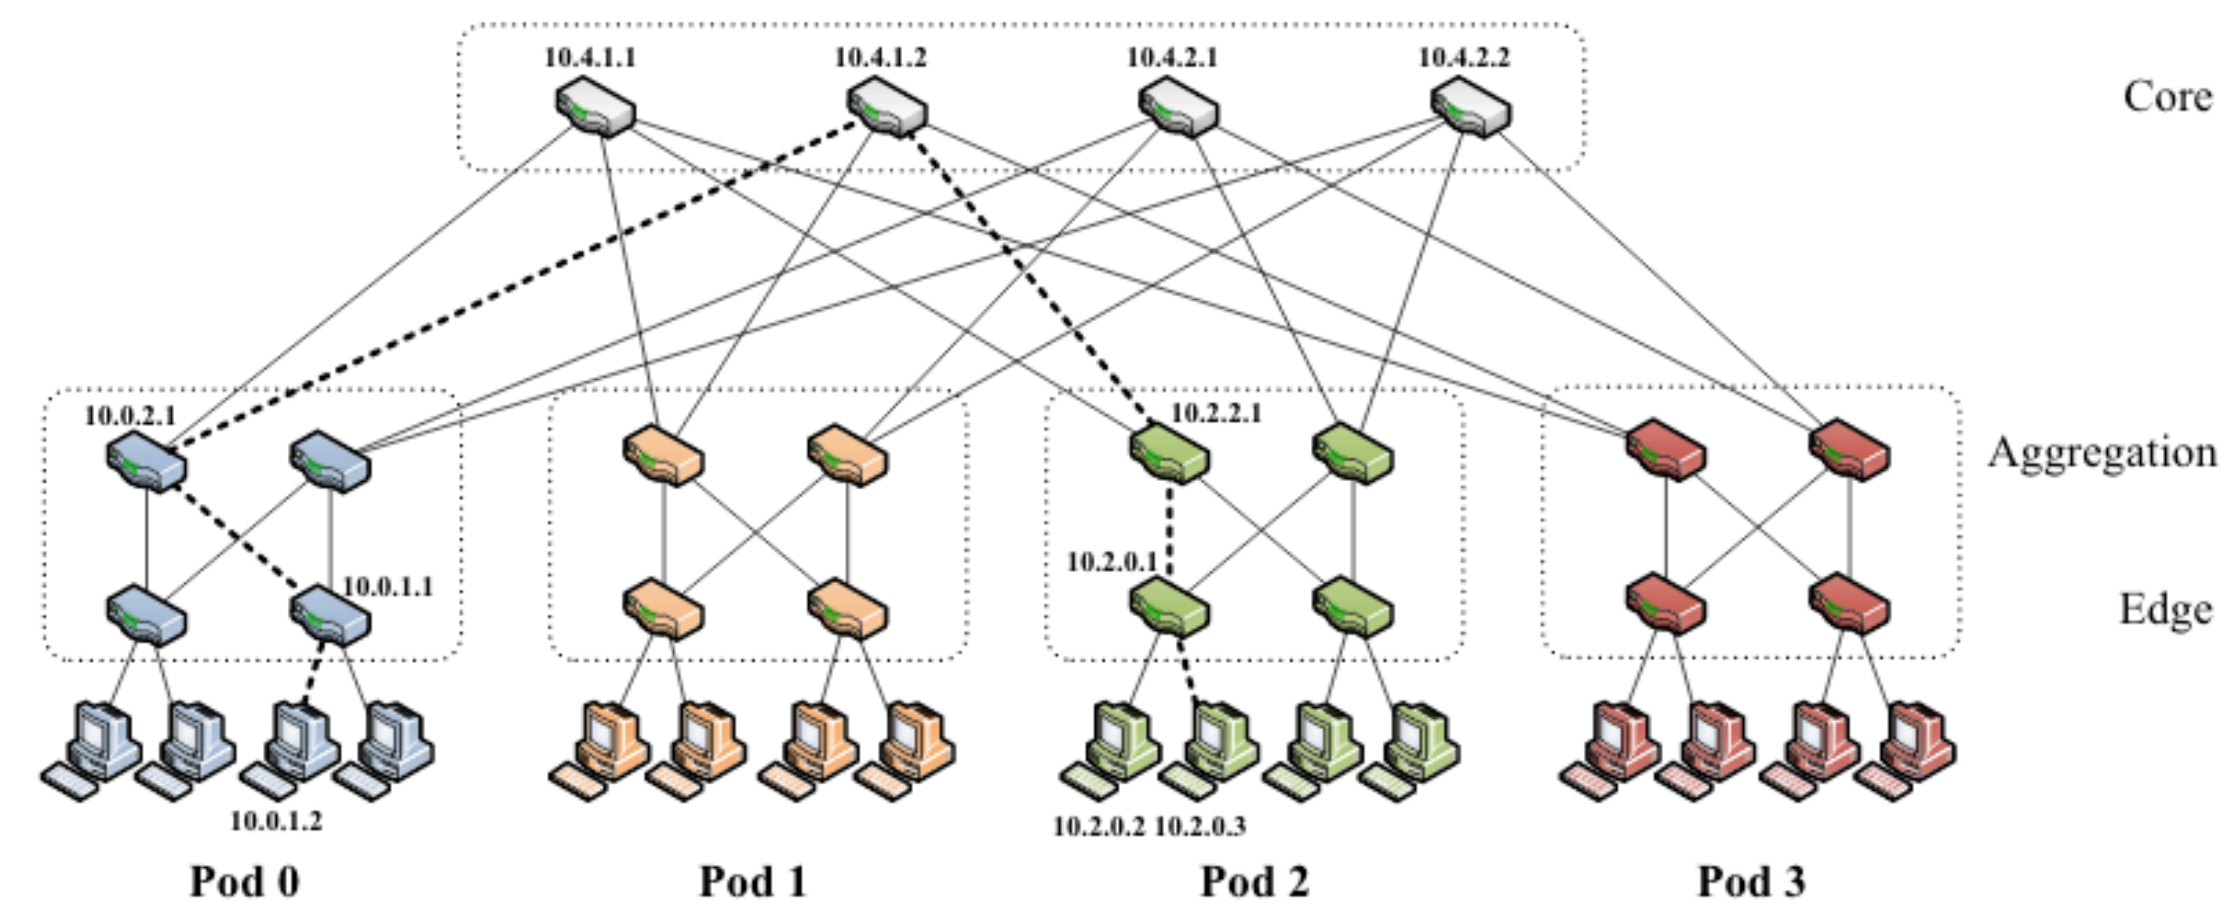 10.4.1.1 10.4.1.2 10.4.2.1 10.4.2.2
Core
10.0.2.1
10.2.2.1
Aggregation
10.2.0.1
10.0.1.1
Edge
10.0.1.2
10.2.0.2 10.2.0.3
Pod 0 Pod 1 Pod 2 Pod 3